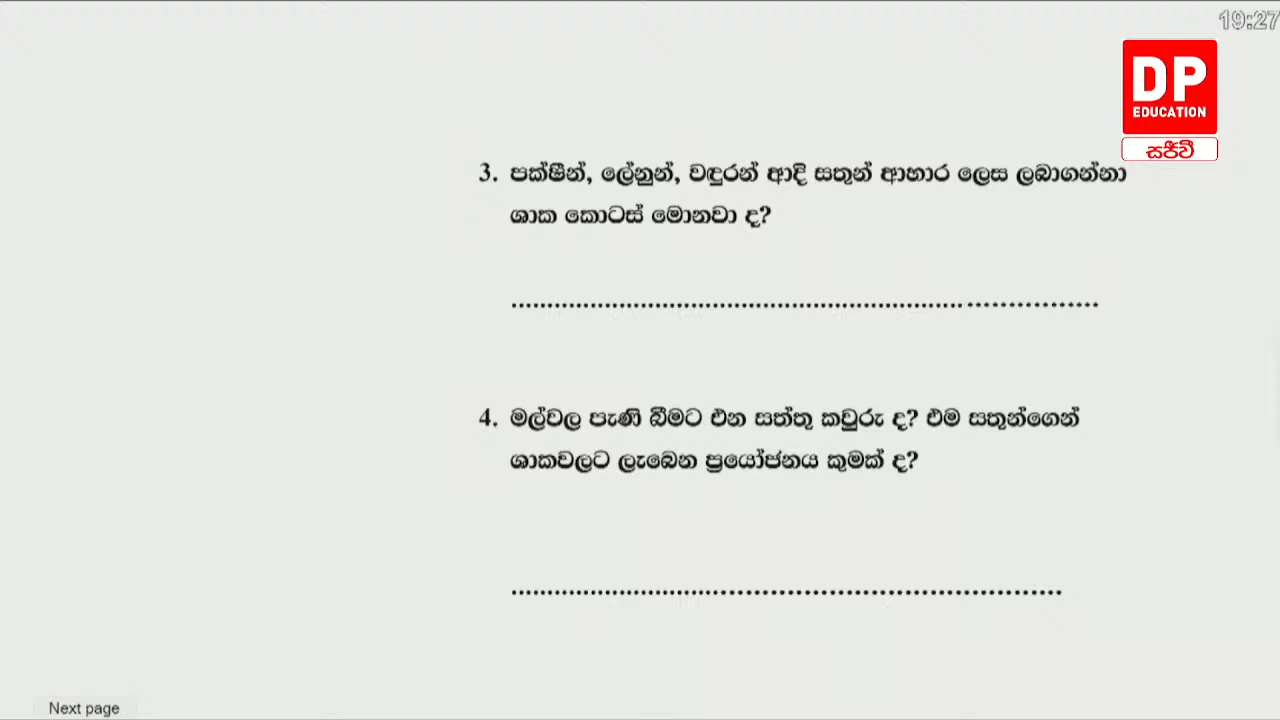 19:27
DP
EDUCATION
සජීවී
3. පක්ෂීන්, ලේනුන්, වඳුරන් ආදි සතුන් ආහාර ලෙස ලබාගන්නා
ශාක කොටස් මොනවා ද?
4. මල්වල පැණි බීමට එන සත්තු කවුරු ද? එම සතුන්ගෙන්
ශාකවලට ලැබෙන ප්‍රයෝජනය කුමක් ද?
Next page